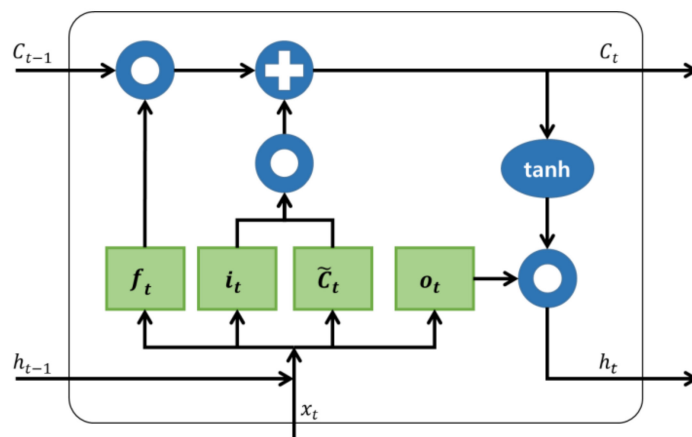 C_{t-1}
C_t
tanh
f_t
i_t
C̃_t
o_t
h_{t-1}
h_t
x_t